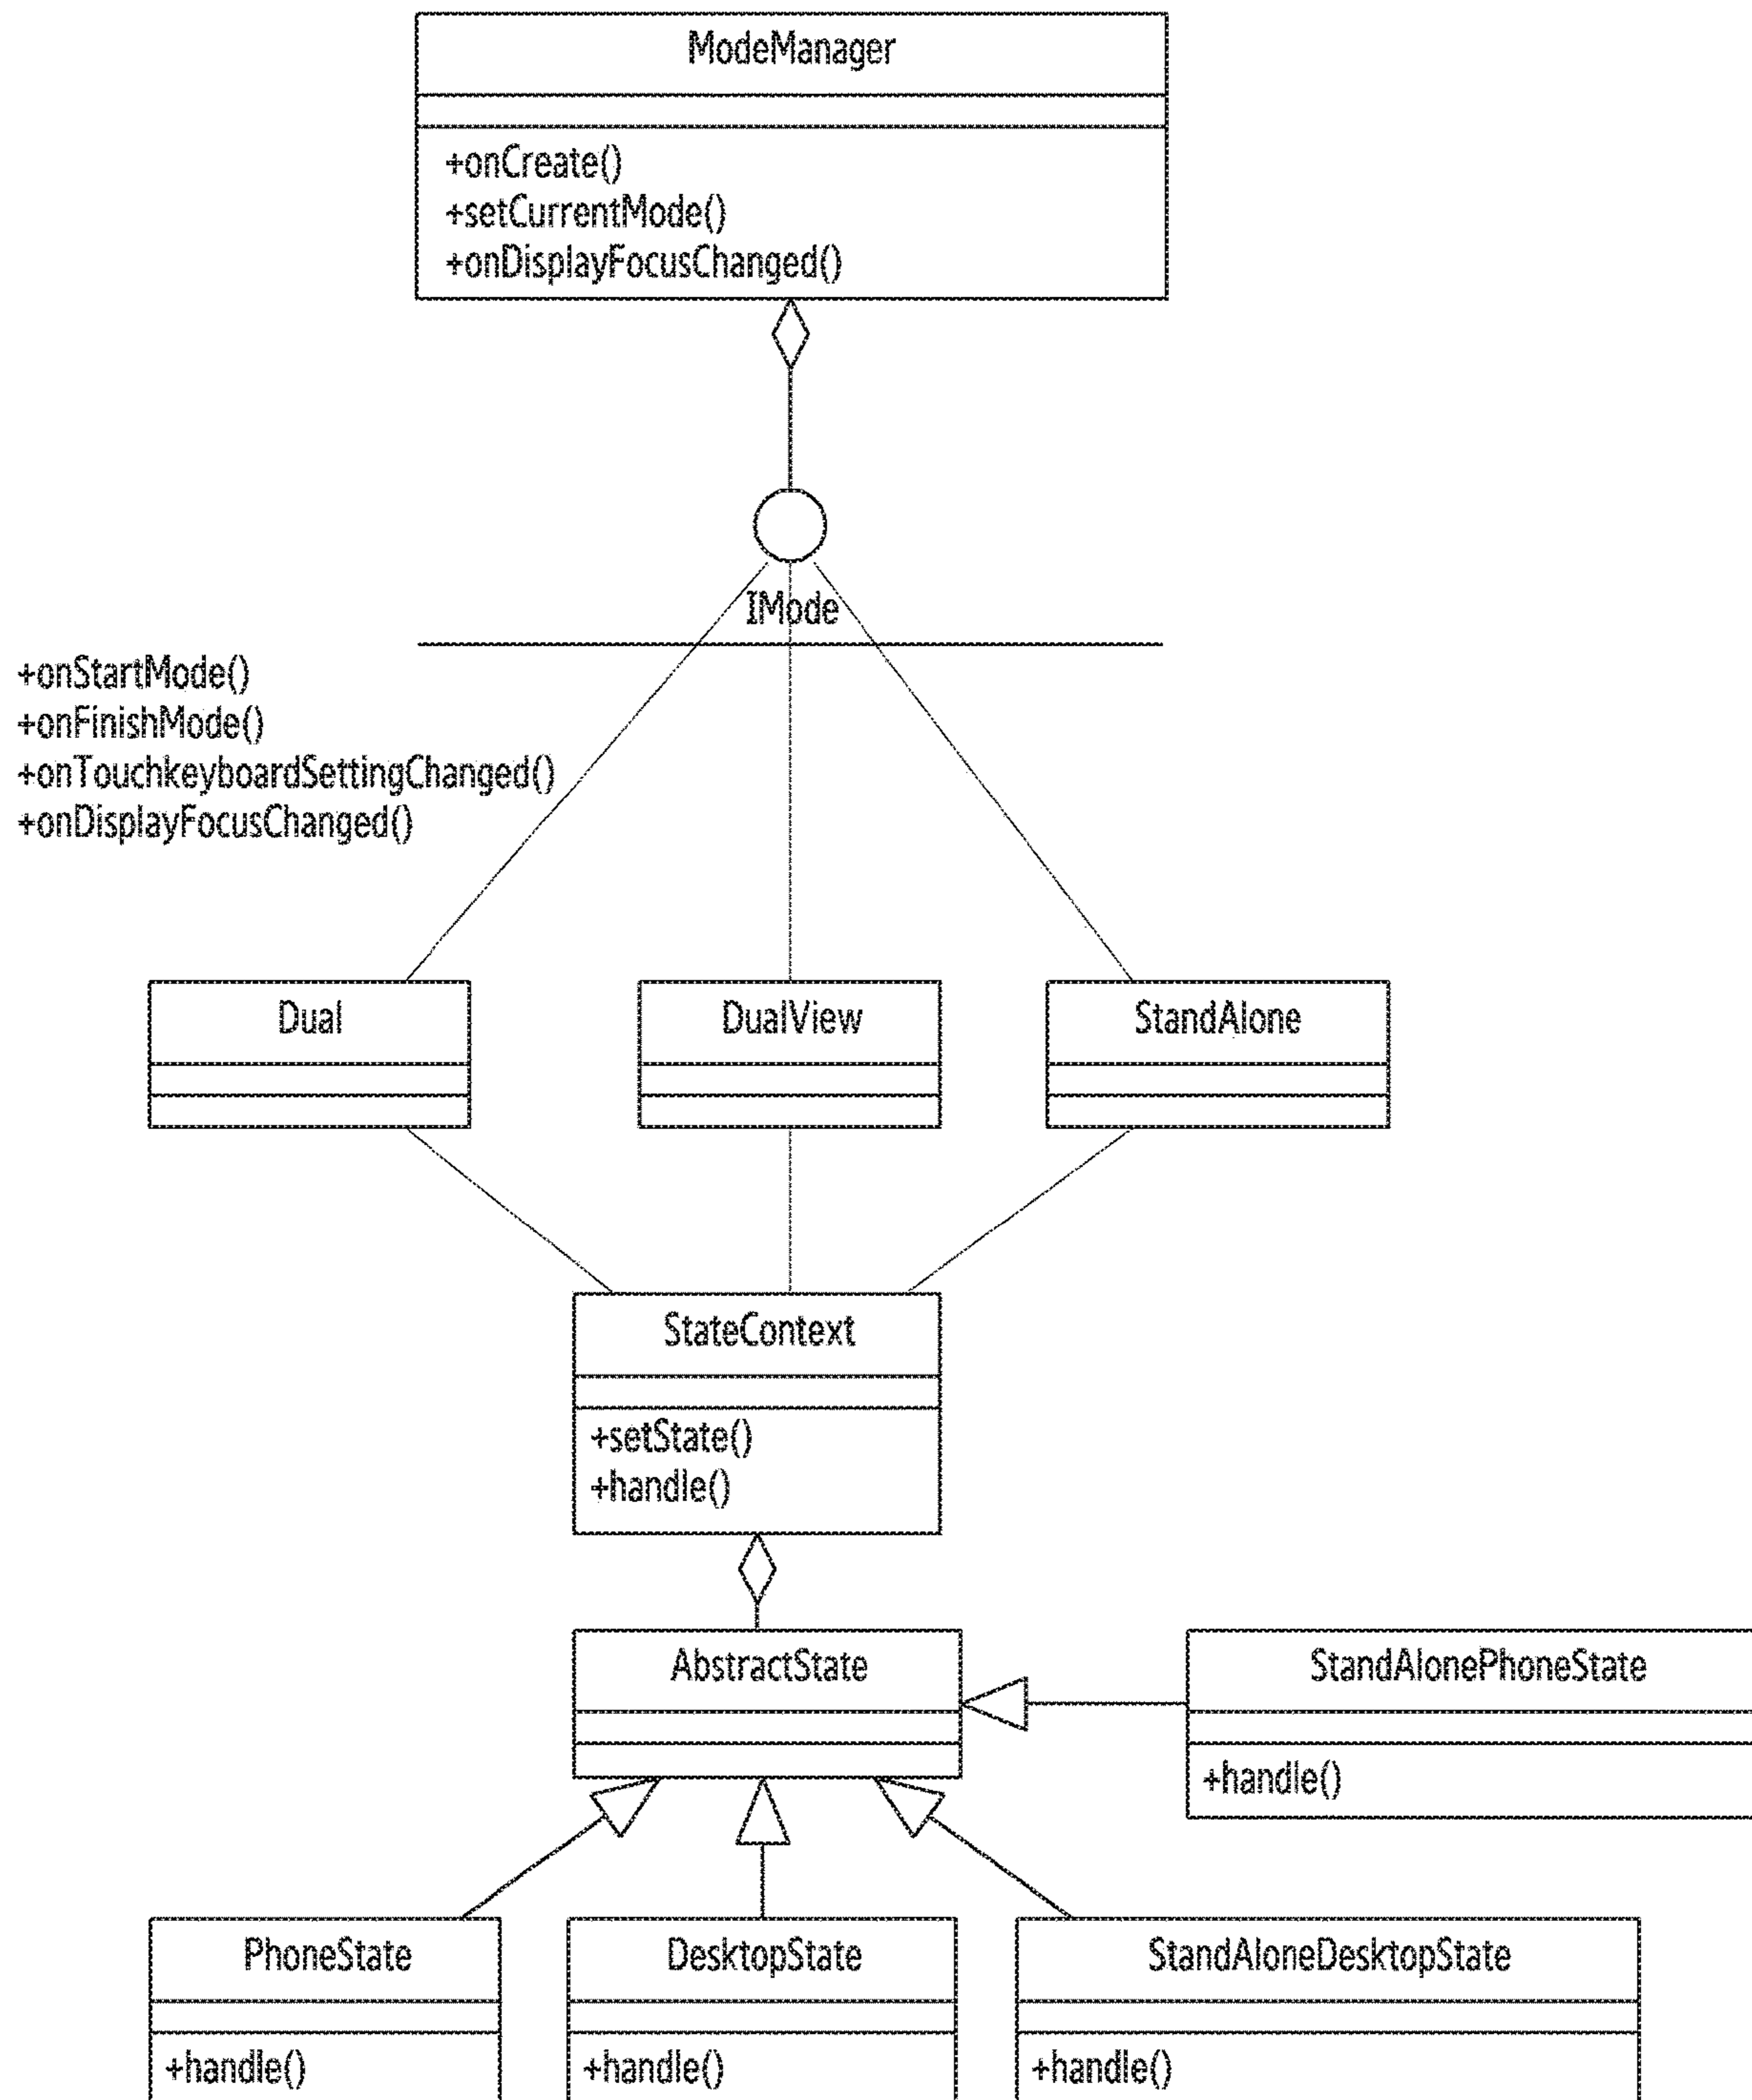 ModeManager
+onCreate()
+setCurrentMode()
+onDisplayFocusChanged()
IMode
+onStartMode()
+onFinishMode()
+onTouchkeyboardSettingChanged()
+onDisplayFocusChanged()
Dual
DualView
StandAlone
StateContext
+setState()
+handle()
AbstractState
StandAlonePhoneState
+handle()
PhoneState
DesktopState
StandAloneDesktopState
+handle()
+handle()
+handle()